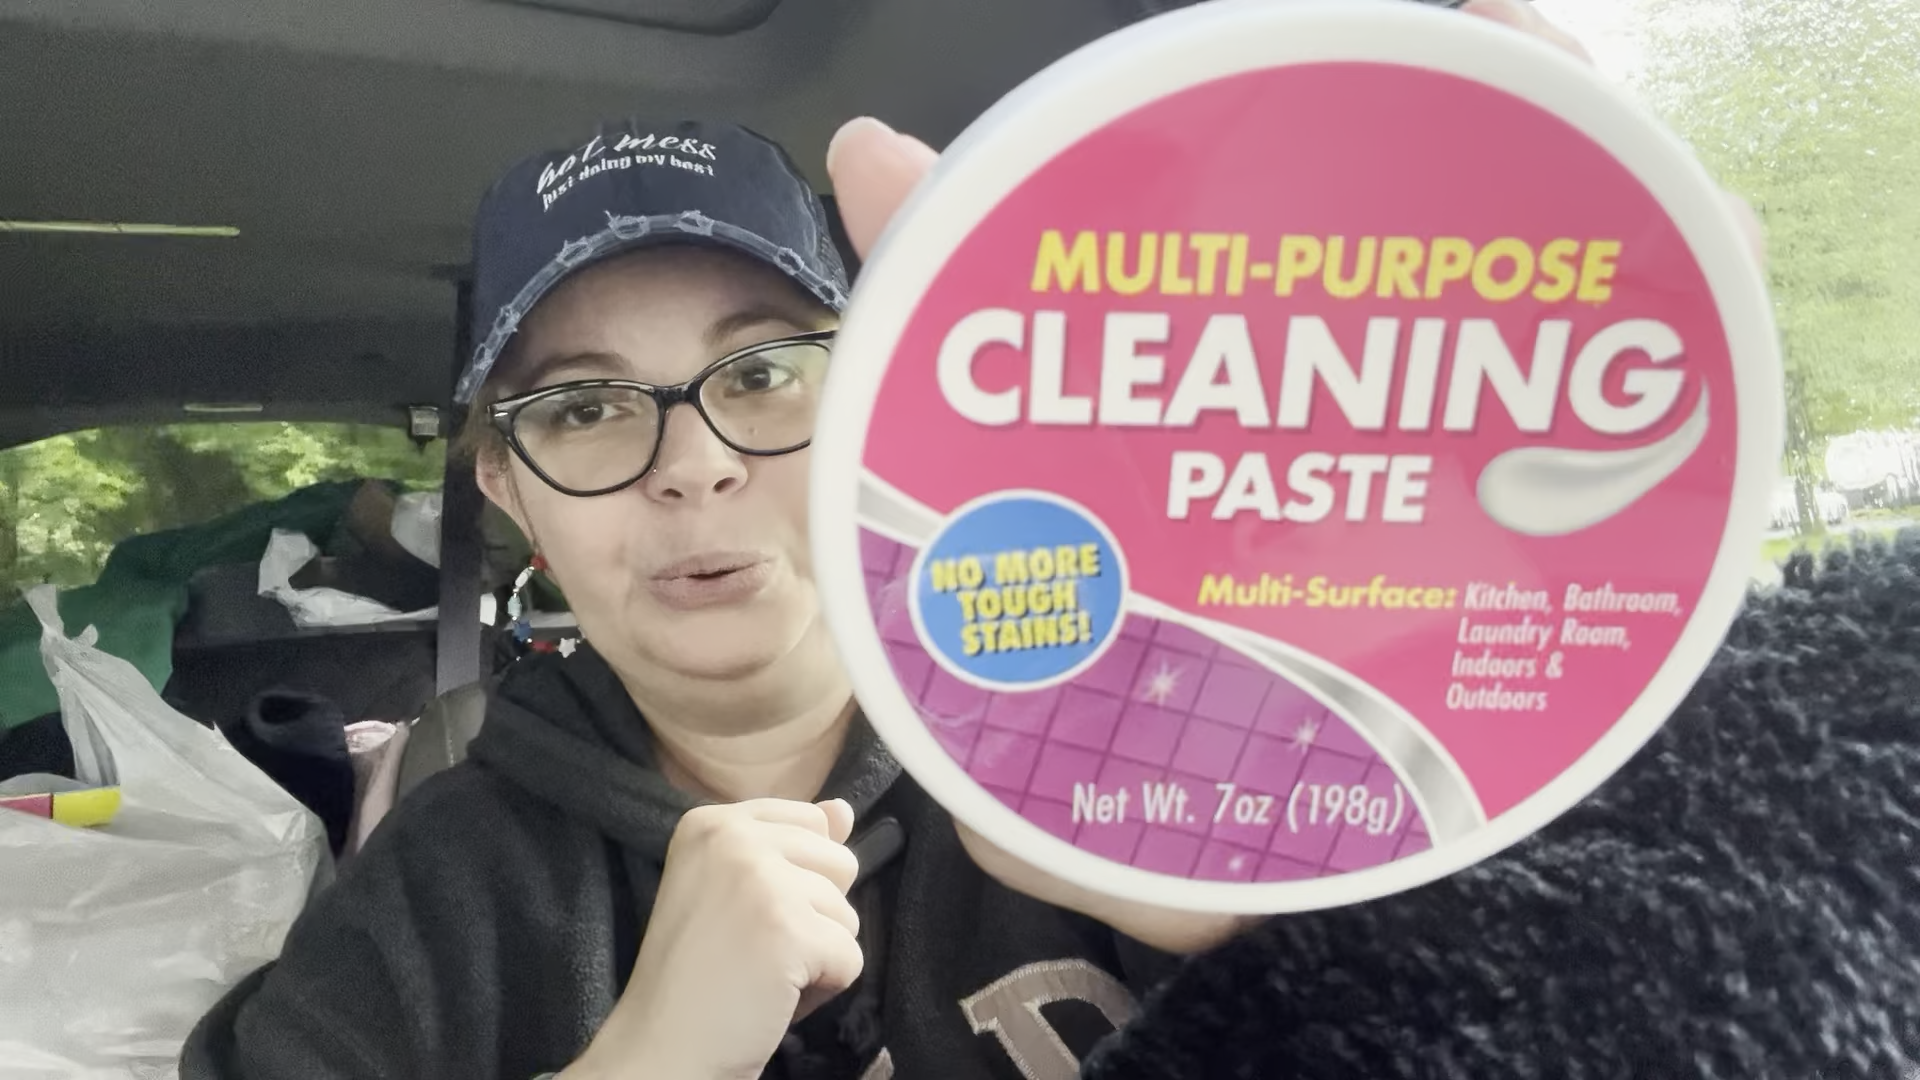 hot mess
just doing my best
MULTI-PURPOSE
CLEANING
PASTE
NO MORE
TOUGH
STAINS!
Multi-Surface: Kitchen, Bathroom,
Laundry Room,
Indoors &
Outdoors
Net Wt. 7oz (198g)